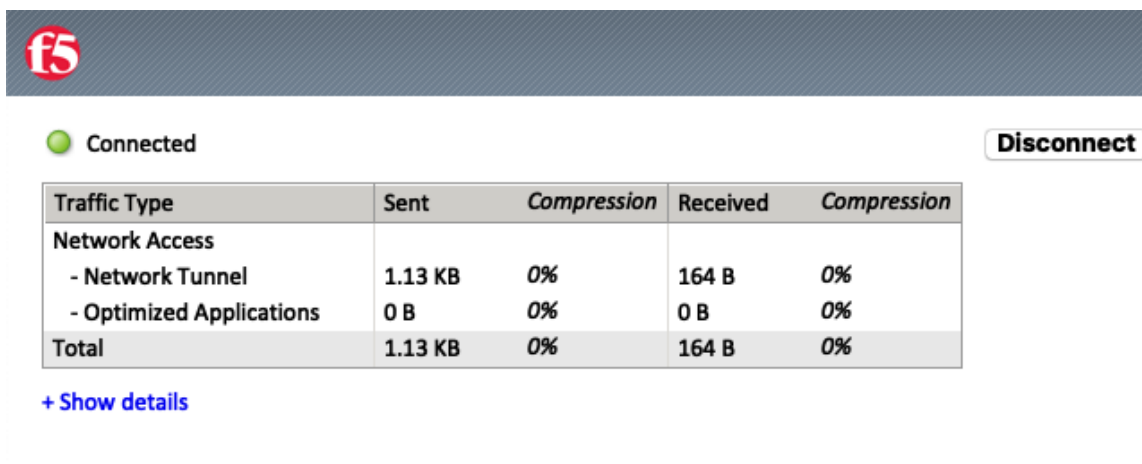 f5
Connected
Disconnect
Traffic Type Sent Compression Received Compression
Network Access
- Network Tunnel 1.13 KB 0% 164 B 0%
- Optimized Applications 0 B 0% 0 B 0%
Total 1.13 KB 0% 164 B 0%
+ Show details